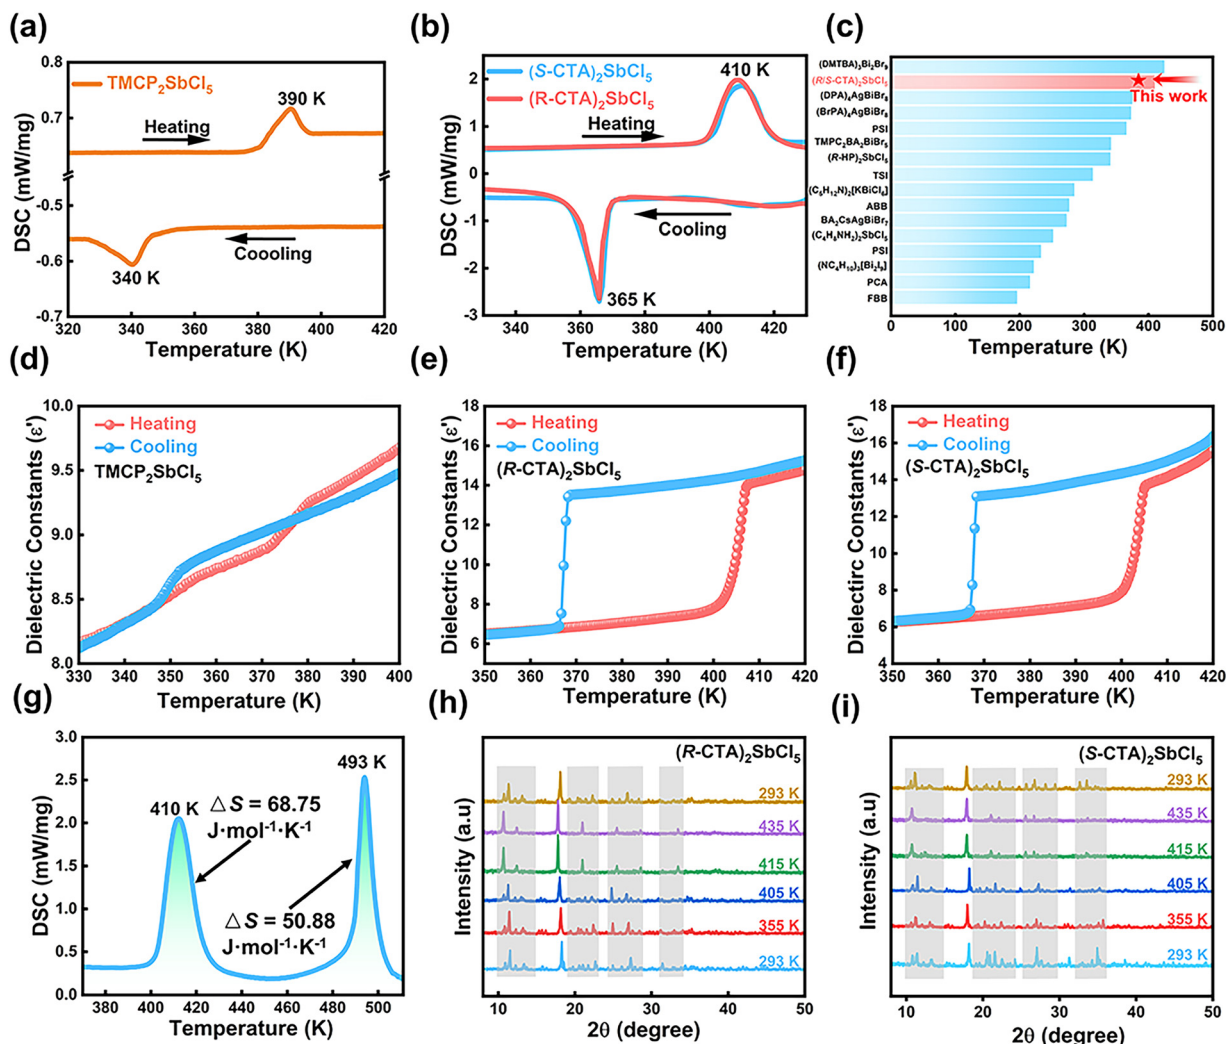 (a)
0.8
0.7
-0.5
-0.6
-0.7
DSC (mW/mg)
TMCP₂SbCl₅
390 K
Heating
Coooling
340 K
320 340 360 380 400 420
Temperature (K)
(b)
2
1
0
-1
-2
-3
DSC (mW/mg)
(S-CTA)₂SbCl₅
(R-CTA)₂SbCl₅
410 K
Heating
Cooling
365 K
340 360 380 400 420
Temperature (K)
(c)
(DMTBA)₃Bi₂Br₉
(R/S-CTA)₂SbCl₅
This work
(DPA)₄AgBiBr₈
(BrPA)₄AgBiBr₈
PSI
TMPC₂BA₂BiBr₅
(R-HP)₂SbCl₅
TSI
(C₅H₁₂N)₂[KBiCl₆]
ABB
BA₂CsAgBiBr₇
(C₄H₈NH₂)₂SbCl₅
PSI
(NC₄H₁₀)₃[Bi₂I₉]
PCA
FBB
0 100 200 300 400 500
Temperature (K)
(d)
10.0
9.5
9.0
8.5
8.0
Dielectric Constants (ε')
Heating
Cooling
TMCP₂SbCl₅
330 340 350 360 370 380 390 400
Temperature (K)
(e)
18
16
14
12
10
8
6
Dielectric Constants (ε')
Heating
Cooling
(R-CTA)₂SbCl₅
350 360 370 380 390 400 410 420
Temperature (K)
(f)
18
16
14
12
10
8
6
4
Dielectirc Constants (ε')
Heating
Cooling
(S-CTA)₂SbCl₅
350 360 370 380 390 400 410 420
Temperature (K)
(g)
3.0
2.5
2.0
1.5
1.0
0.5
0.0
DSC (mW/mg)
493 K
410 K
△S = 68.75
J·mol⁻¹·K⁻¹
△S = 50.88
J·mol⁻¹·K⁻¹
400 420 440 460 480 500
Temperature (K)
(h)
(R-CTA)₂SbCl₅
293 K
435 K
415 K
405 K
355 K
293 K
Intensity (a.u)
10 20 30 40 50
2θ (degree)
(i)
(S-CTA)₂SbCl₅
293 K
435 K
415 K
405 K
355 K
293 K
Intensity (a.u)
10 20 30 40 50
2θ (degree)